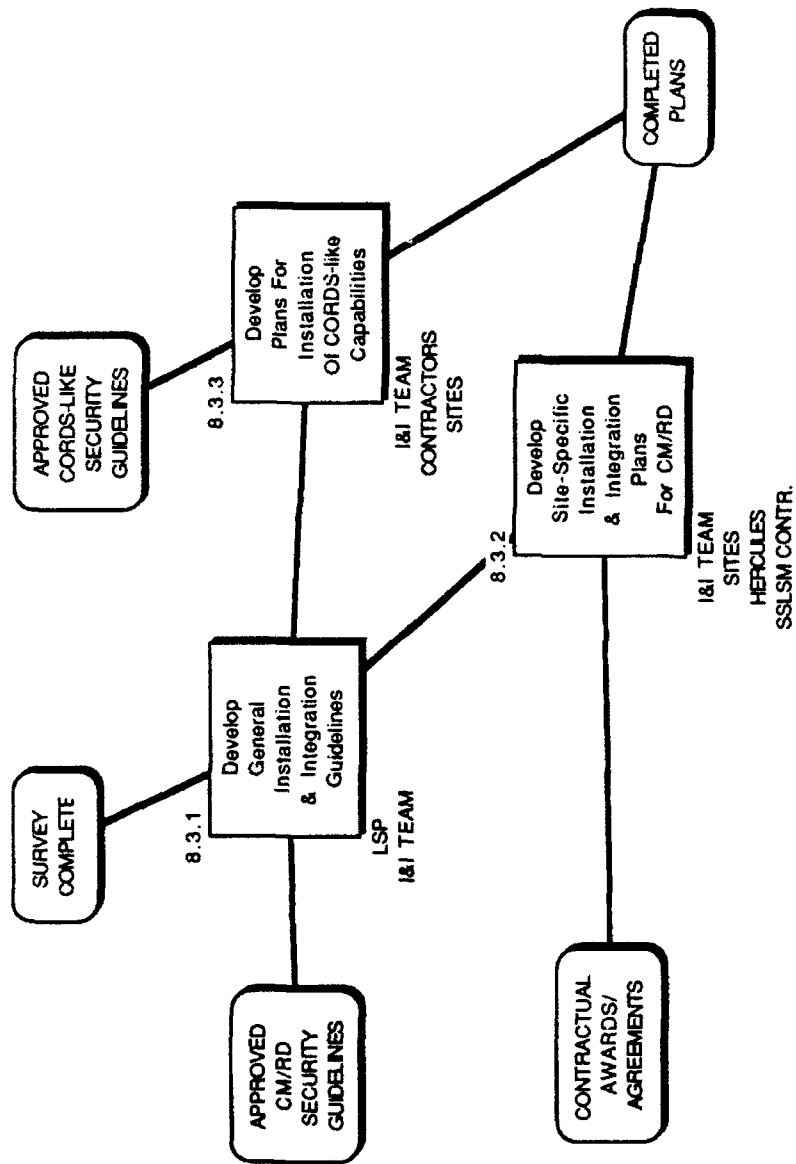 SURVEY
COMPLETE
APPROVED
CORDS-LIKE
SECURITY
GUIDELINES
APPROVED
CM/RD
SECURITY
GUIDELINES
8.3.1
Develop
General
Installation
& Integration
Guidelines
LSP
I&I TEAM
8.3.3
Develop
Plans For
Installation
Of CORDS-like
Capabilities
I&I TEAM
CONTRACTORS
SITES
CONTRACTUAL
AWARDS/
AGREEMENTS
8.3.2
Develop
Site-Specific
Installation
& Integration
Plans
For CM/RD
I&I TEAM
SITES
HERCULES
SSLSM CONTR.
COMPLETED
PLANS